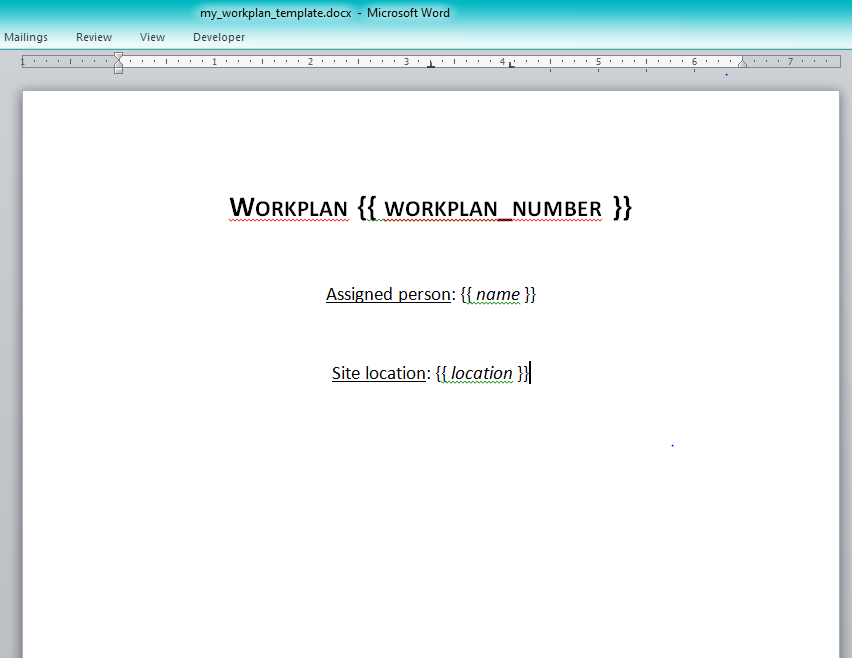 my_workplan_template.docx - Microsoft Word
Mailings Review View Developer
1 1 2 3 4 5 6 7
WORKPLAN {{ WORKPLAN_NUMBER }}
Assigned person: {{ name }}
Site location: {{ location }}